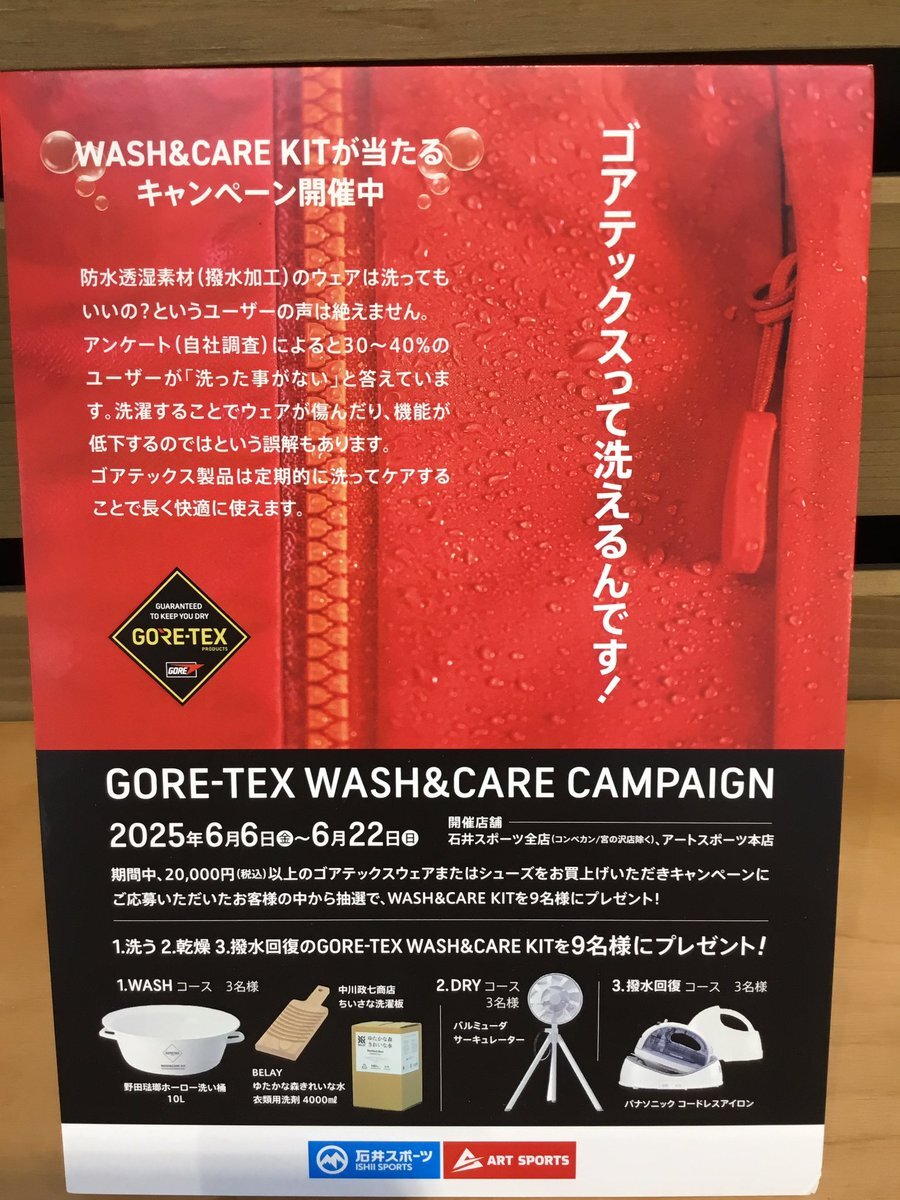 WASH&CARE KITが当たる
キャンペーン開催中
ゴアテックスって洗えるんです!
防水透湿素材(撥水加工)のウェアは洗っても
いいの?というユーザーの声は絶えません。
アンケート(自社調査)によると30〜40%の
ユーザーが「洗った事がない」と答えていま
す。洗濯することでウェアが傷んだり、機能が
低下するのではという誤解もあります。
ゴアテックス製品は定期的に洗ってケアする
ことで長く快適に使えます。
GUARANTEED
TO KEEP YOU DRY
GORE-TEX
PRODUCTS
GORE
GORE-TEX WASH&CARE CAMPAIGN
2025年6月6日(金)〜6月22日(日)
開催店舗
石井スポーツ全店(コンペカン/宮の沢店除く)、アートスポーツ本店
期間中、20,000円(税込)以上のゴアテックスウェアまたはシューズをお買上げいただきキャンペーンに
ご応募いただいたお客様の中から抽選で、WASH&CARE KITを9名様にプレゼント!
1.洗う 2.乾燥 3.撥水回復のGORE-TEX WASH&CARE KITを9名様にプレゼント!
1.WASH コース 3名様
中川政七商店
ちいさな洗濯板
野田琺瑯ホーロー洗い桶
10L
BELAY
ゆたかな森きれいな水
衣類用洗剤 4000㎖
ゆたかな森
きれいな水
2.DRY コース
3名様
バルミューダ
サーキュレーター
3.撥水回復 コース 3名様
パナソニック コードレスアイロン
石井スポーツ
ISHII SPORTS
ART SPORTS